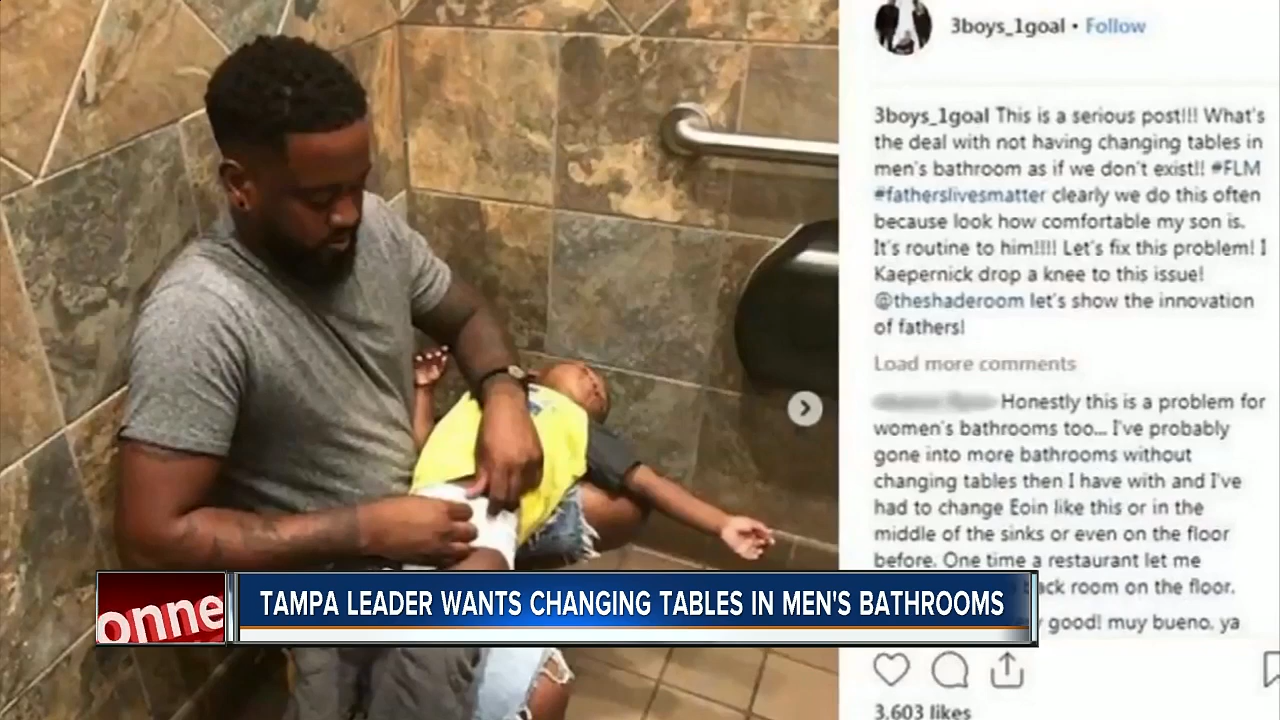 3boys_1goal • Follow
3boys_1goal This is a serious post!!! What's
the deal with not having changing tables in
men's bathroom as if we don't exist!! #FLM
#fatherslivesmatter clearly we do this often
because look how comfortable my son is.
It's routine to him!!!! Let's fix this problem! I
Kaepernick drop a knee to this issue!
@theshaderoom let's show the innovation
of fathers!
Load more comments
Honestly this is a problem for
women's bathrooms too... I've probably
gone into more bathrooms without
changing tables then I have with and I've
had to change Eoin like this or in the
middle of the sinks or even on the floor
before. One time a restaurant let me
ack room on the floor.
good! muy bueno, ya
3,603 likes
onne
TAMPA LEADER WANTS CHANGING TABLES IN MEN'S BATHROOMS